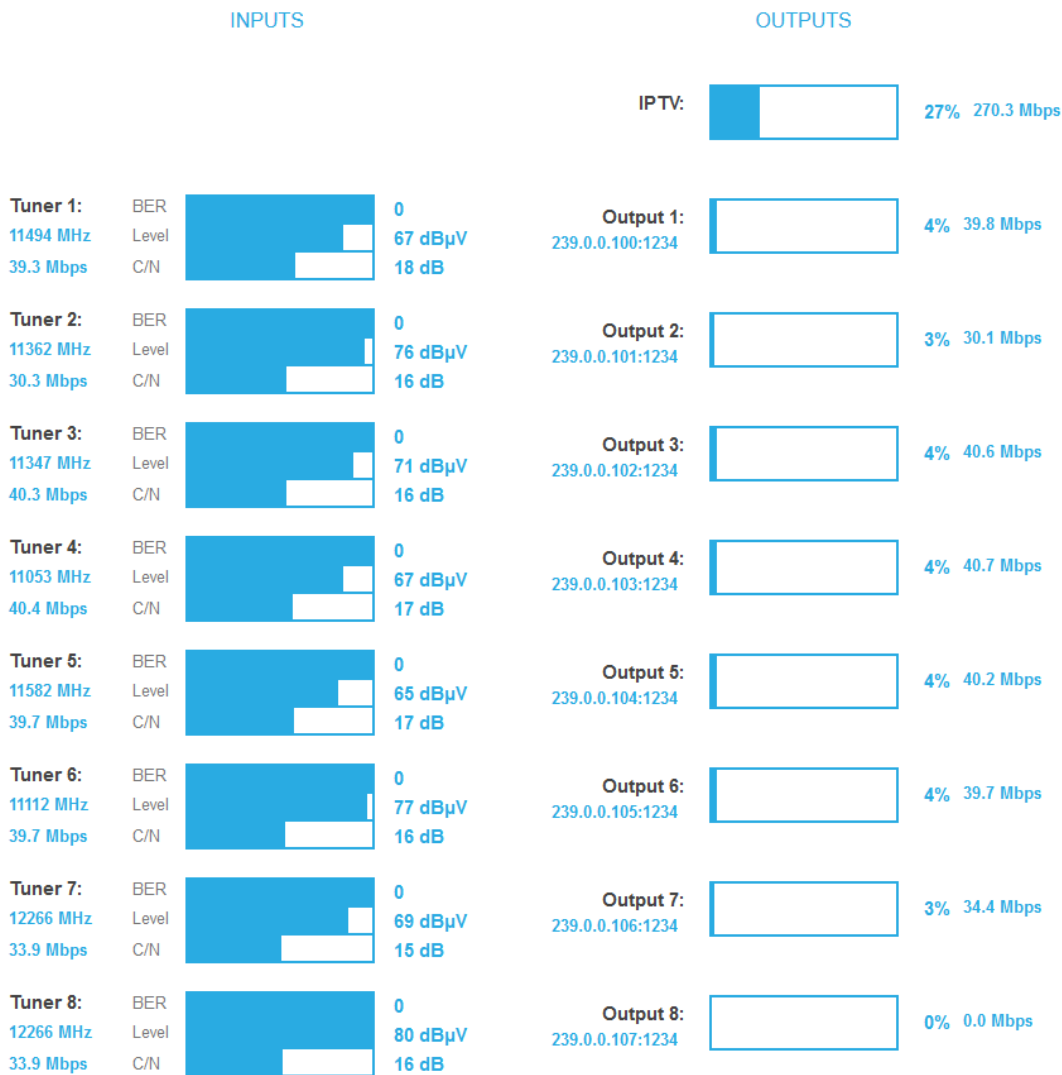 INPUTS
OUTPUTS
IPTV:
27% 270.3 Mbps
Tuner 1: BER 0
11494 MHz Level 67 dBµV
39.3 Mbps C/N 18 dB
Output 1:
239.0.0.100:1234
4% 39.8 Mbps
Tuner 2: BER 0
11362 MHz Level 76 dBµV
30.3 Mbps C/N 16 dB
Output 2:
239.0.0.101:1234
3% 30.1 Mbps
Tuner 3: BER 0
11347 MHz Level 71 dBµV
40.3 Mbps C/N 16 dB
Output 3:
239.0.0.102:1234
4% 40.6 Mbps
Tuner 4: BER 0
11053 MHz Level 67 dBµV
40.4 Mbps C/N 17 dB
Output 4:
239.0.0.103:1234
4% 40.7 Mbps
Tuner 5: BER 0
11582 MHz Level 65 dBµV
39.7 Mbps C/N 17 dB
Output 5:
239.0.0.104:1234
4% 40.2 Mbps
Tuner 6: BER 0
11112 MHz Level 77 dBµV
39.7 Mbps C/N 16 dB
Output 6:
239.0.0.105:1234
4% 39.7 Mbps
Tuner 7: BER 0
12266 MHz Level 69 dBµV
33.9 Mbps C/N 15 dB
Output 7:
239.0.0.106:1234
3% 34.4 Mbps
Tuner 8: BER 0
12266 MHz Level 80 dBµV
33.9 Mbps C/N 16 dB
Output 8:
239.0.0.107:1234
0% 0.0 Mbps